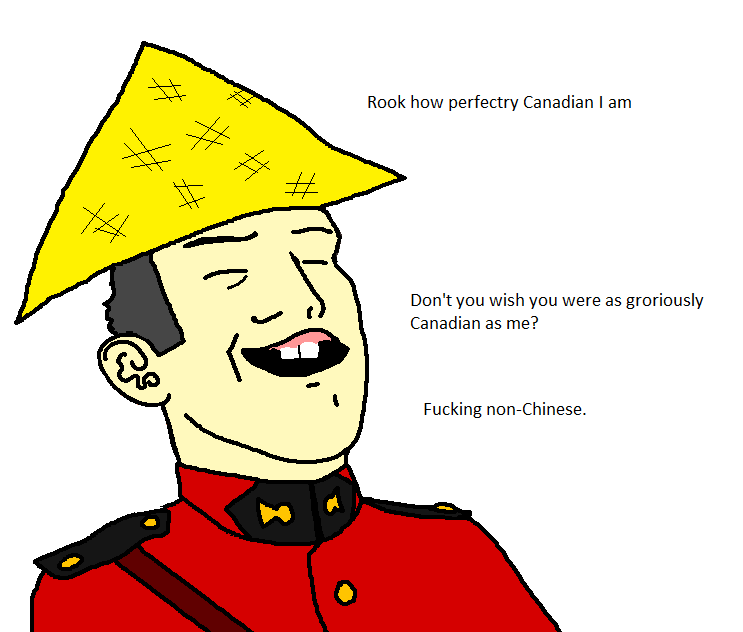 Rook how perfectry Canadian I am
Don't you wish you were as groriously
Canadian as me?
Fucking non-Chinese.